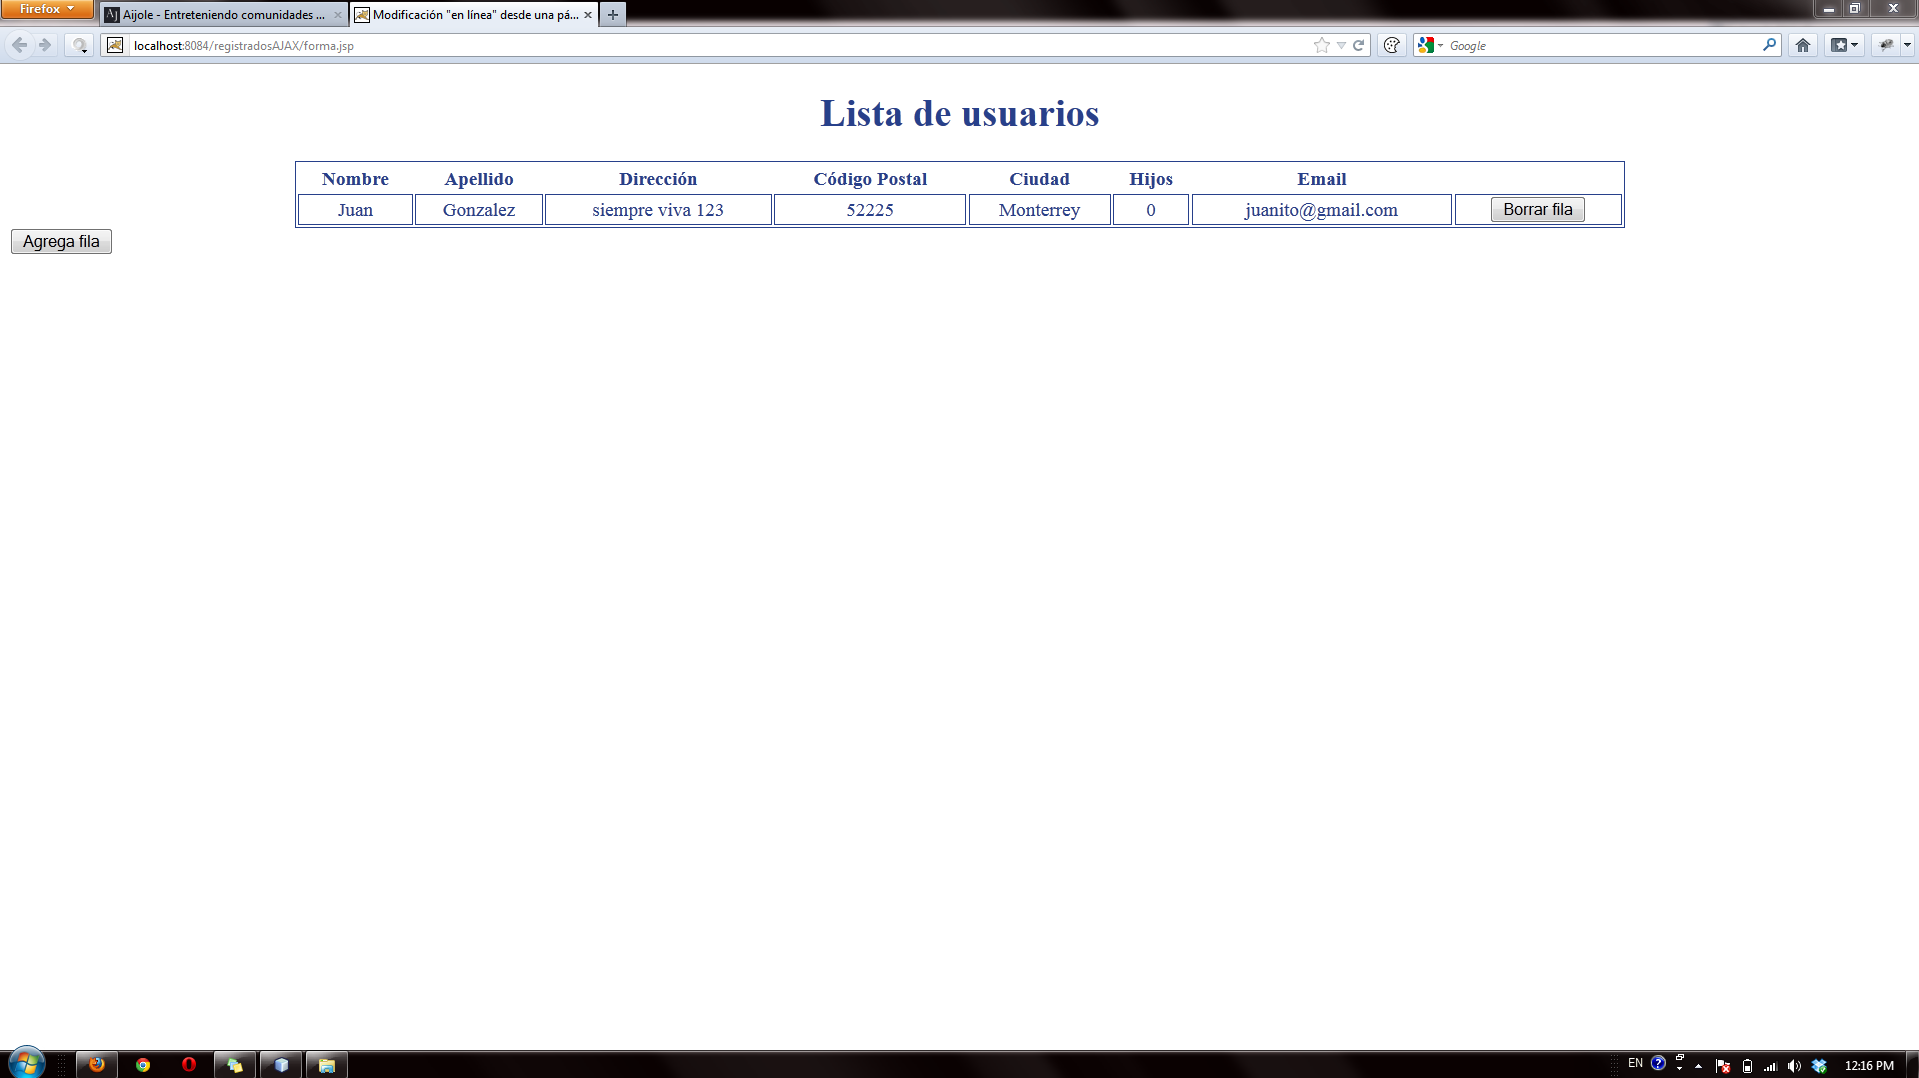 Firefox
Aijole - Entreteniendo comunidades ...
Modificación "en línea" desde una pá...
localhost:8084/registradosAJAX/forma.jsp
Google
Lista de usuarios
Nombre Apellido Dirección Código Postal Ciudad Hijos Email
Juan Gonzalez siempre viva 123 52225 Monterrey 0 juanito@gmail.com Borrar fila
Agrega fila
EN
12:16 PM